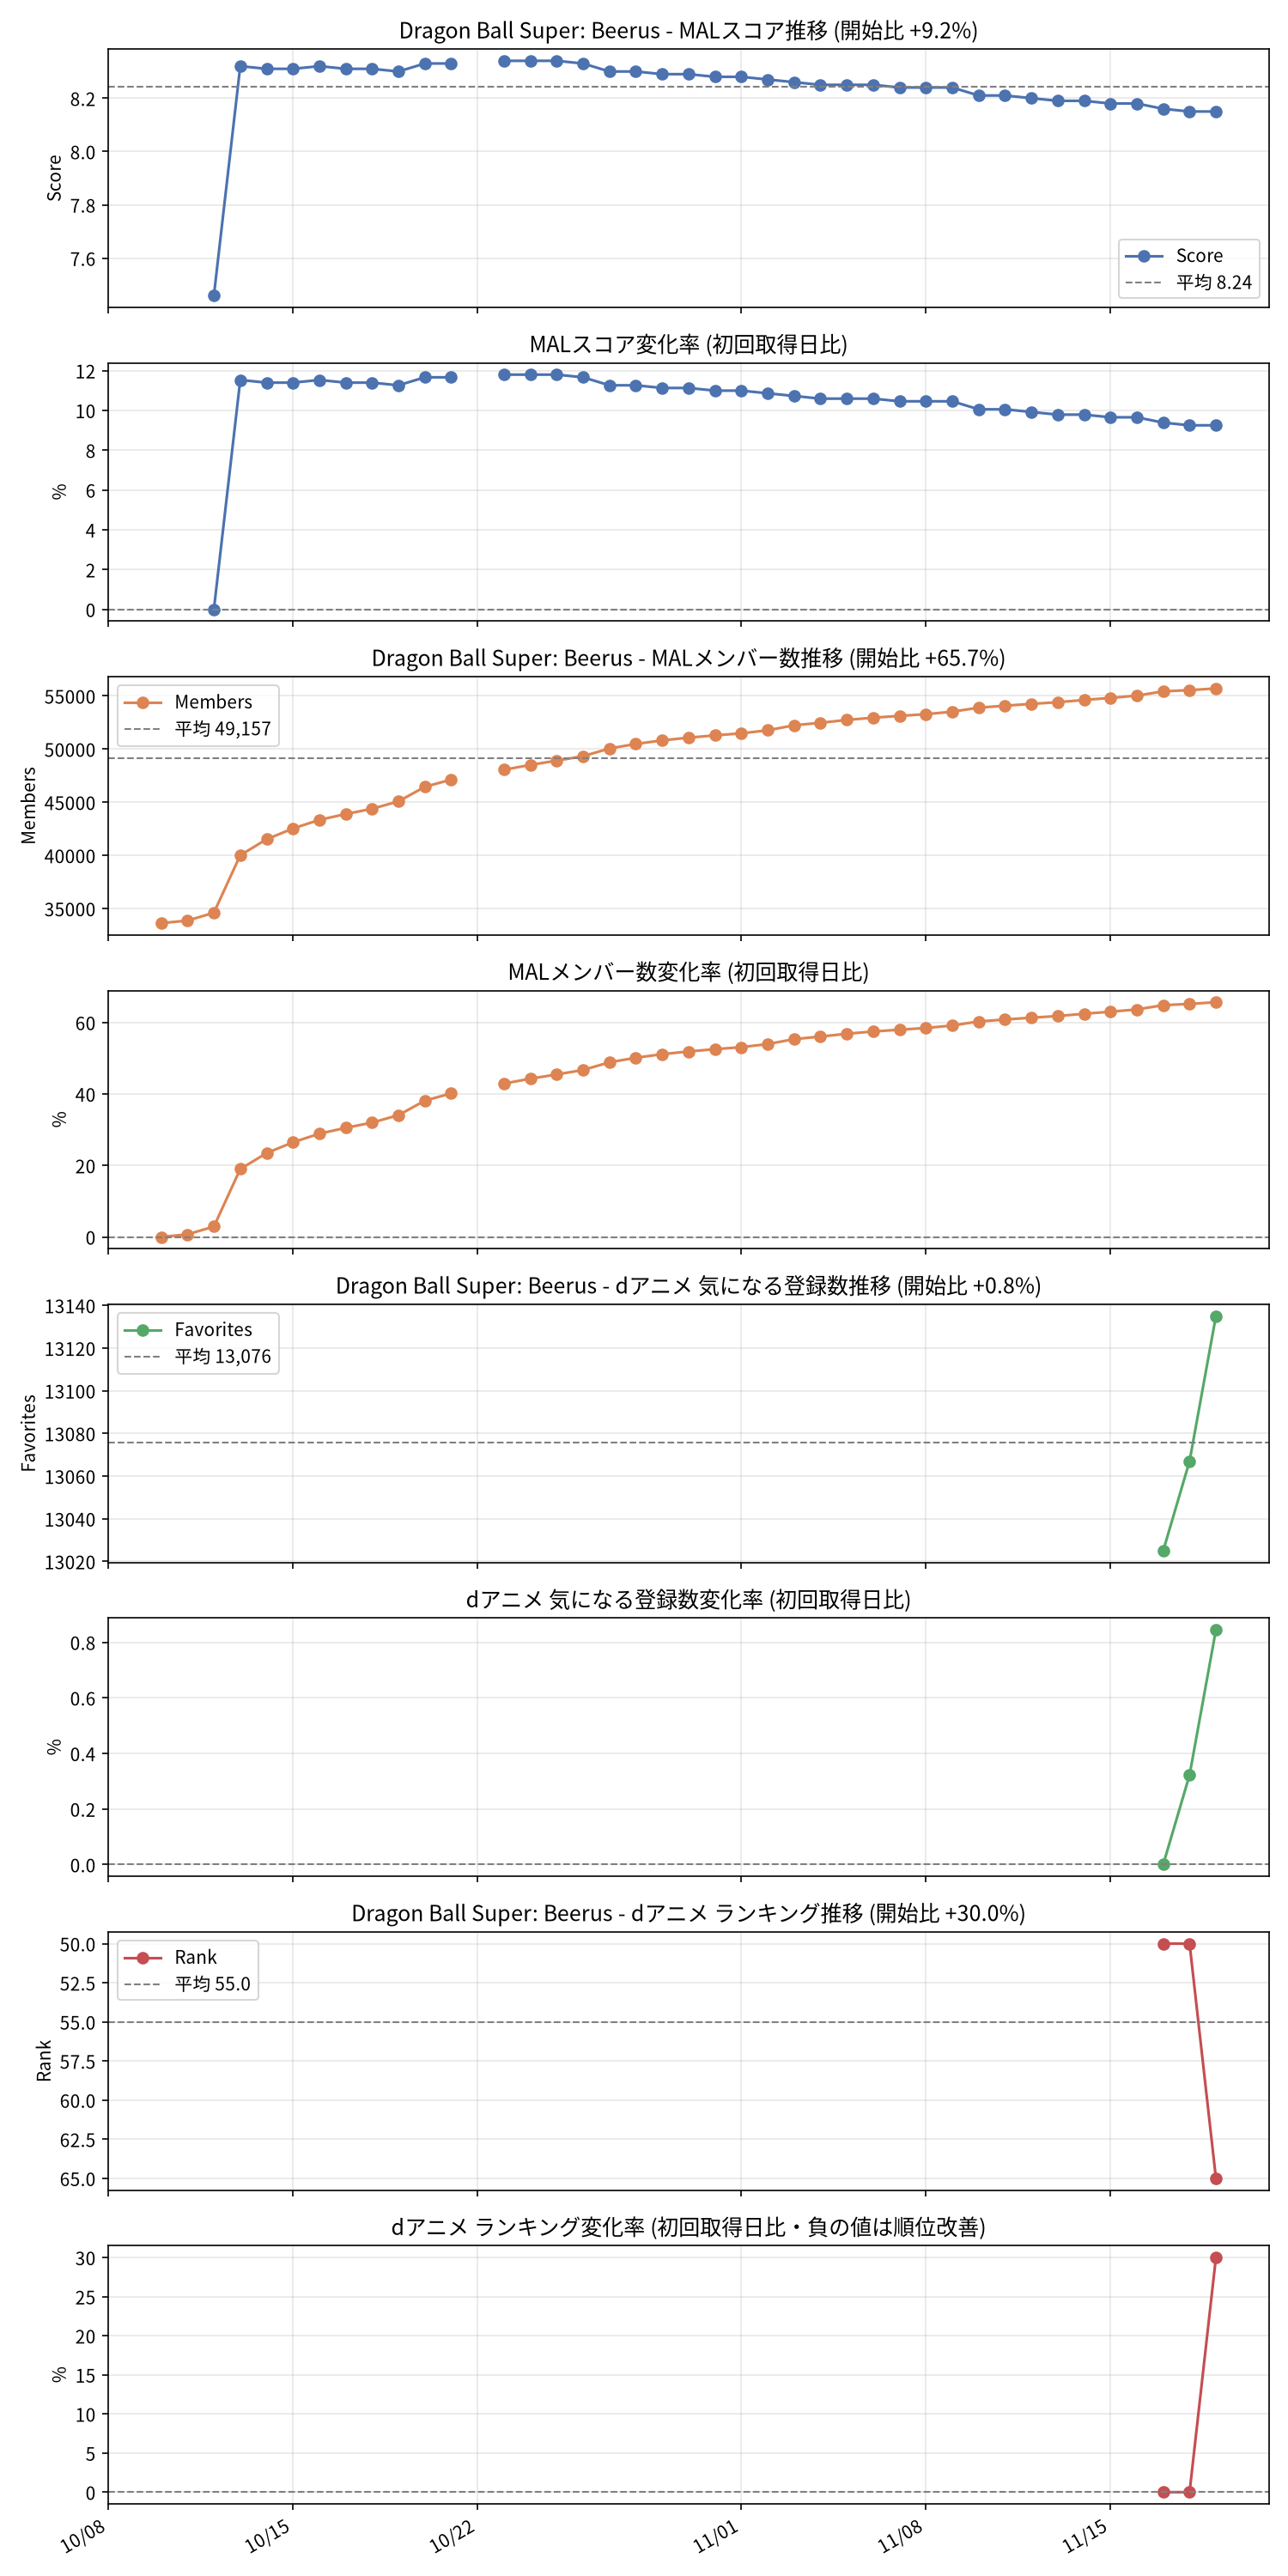 Dragon Ball Super: Beerus - MALスコア推移 (開始比 +9.2%)
Score
8.2
8.0
7.8
7.6
Score
平均 8.24
MALスコア変化率 (初回取得日比)
%
12
10
8
6
4
2
0
Dragon Ball Super: Beerus - MALメンバー数推移 (開始比 +65.7%)
Members
55000
50000
45000
40000
35000
Members
平均 49,157
MALメンバー数変化率 (初回取得日比)
%
60
40
20
0
Dragon Ball Super: Beerus - dアニメ 気になる登録数推移 (開始比 +0.8%)
Favorites
13140
13120
13100
13080
13060
13040
13020
Favorites
平均 13,076
dアニメ 気になる登録数変化率 (初回取得日比)
%
0.8
0.6
0.4
0.2
0.0
Dragon Ball Super: Beerus - dアニメ ランキング推移 (開始比 +30.0%)
Rank
50.0
52.5
55.0
57.5
60.0
62.5
65.0
Rank
平均 55.0
dアニメ ランキング変化率 (初回取得日比・負の値は順位改善)
%
30
25
20
15
10
5
0
10/08
10/15
10/22
11/01
11/08
11/15